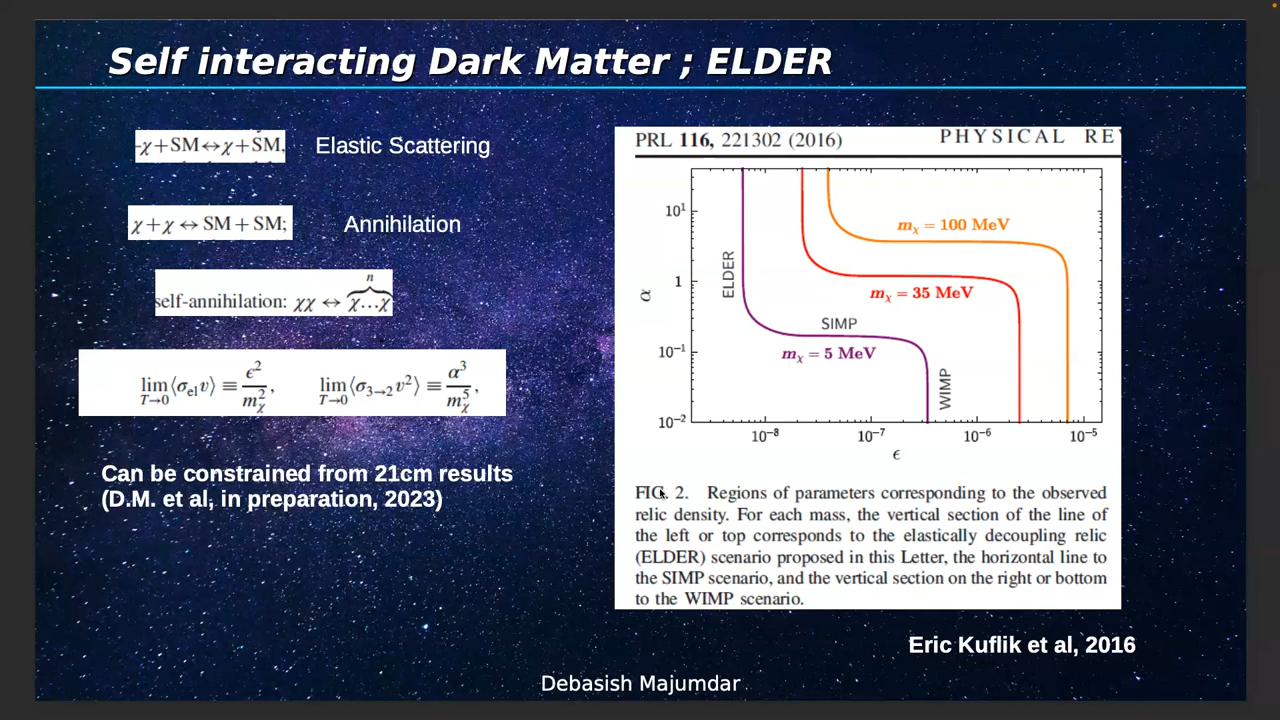 Self interacting Dark Matter ; ELDER
-χ+SM↔χ+SM, Elastic Scattering
χ+χ ↔ SM + SM; Annihilation
n
self-annihilation: χχ ↔ χ…χ
lim T→0 ⟨σ_el v⟩ ≡ ϵ²/m_χ², lim T→0 ⟨σ_3→2 v²⟩ ≡ α³/m_χ⁵,
Can be constrained from 21cm results
(D.M. et al, in preparation, 2023)
PRL 116, 221302 (2016) PHYSICAL RE
10¹
1
10⁻¹
10⁻²
α
ELDER
SIMP
WIMP
m_χ = 100 MeV
m_χ = 35 MeV
m_χ = 5 MeV
10⁻⁸ 10⁻⁷ 10⁻⁶ 10⁻⁵
ϵ
FIG. 2. Regions of parameters corresponding to the observed
relic density. For each mass, the vertical section of the line of
the left or top corresponds to the elastically decoupling relic
(ELDER) scenario proposed in this Letter, the horizontal line to
the SIMP scenario, and the vertical section on the right or bottom
to the WIMP scenario.
Eric Kuflik et al, 2016
Debasish Majumdar